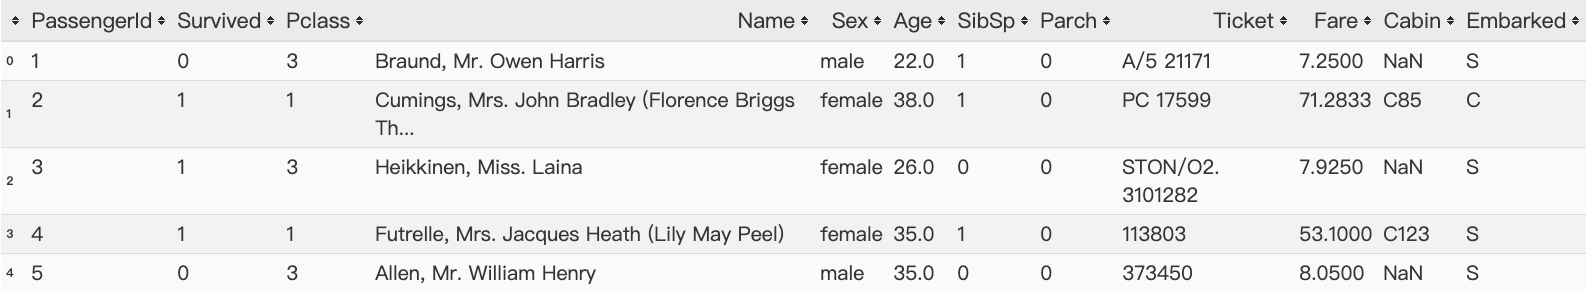 PassengerId Survived Pclass Name Sex Age SibSp Parch Ticket Fare Cabin Embarked
0 1 0 3 Braund, Mr. Owen Harris male 22.0 1 0 A/5 21171 7.2500 NaN S
1 2 1 1 Cumings, Mrs. John Bradley (Florence Briggs female 38.0 1 0 PC 17599 71.2833 C85 C
Th...
2 3 1 3 Heikkinen, Miss. Laina female 26.0 0 0 STON/O2. 7.9250 NaN S
3101282
3 4 1 1 Futrelle, Mrs. Jacques Heath (Lily May Peel) female 35.0 1 0 113803 53.1000 C123 S
4 5 0 3 Allen, Mr. William Henry male 35.0 0 0 373450 8.0500 NaN S